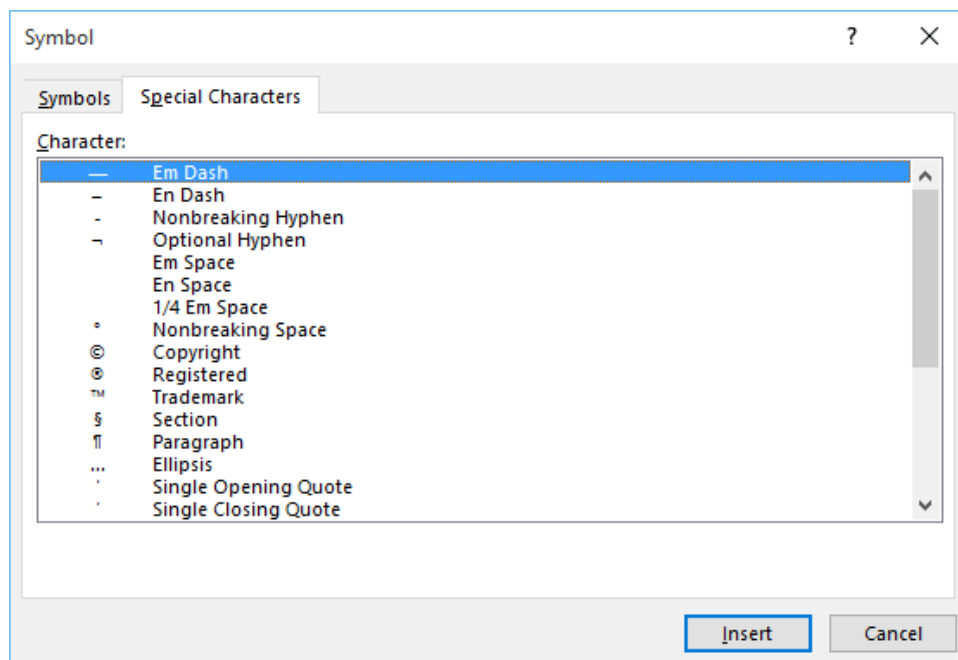 Symbol ? ×
Symbols Special Characters
Character:
— Em Dash
– En Dash
- Nonbreaking Hyphen
¬ Optional Hyphen
Em Space
En Space
1/4 Em Space
° Nonbreaking Space
© Copyright
® Registered
™ Trademark
§ Section
¶ Paragraph
… Ellipsis
‘ Single Opening Quote
’ Single Closing Quote
Insert Cancel